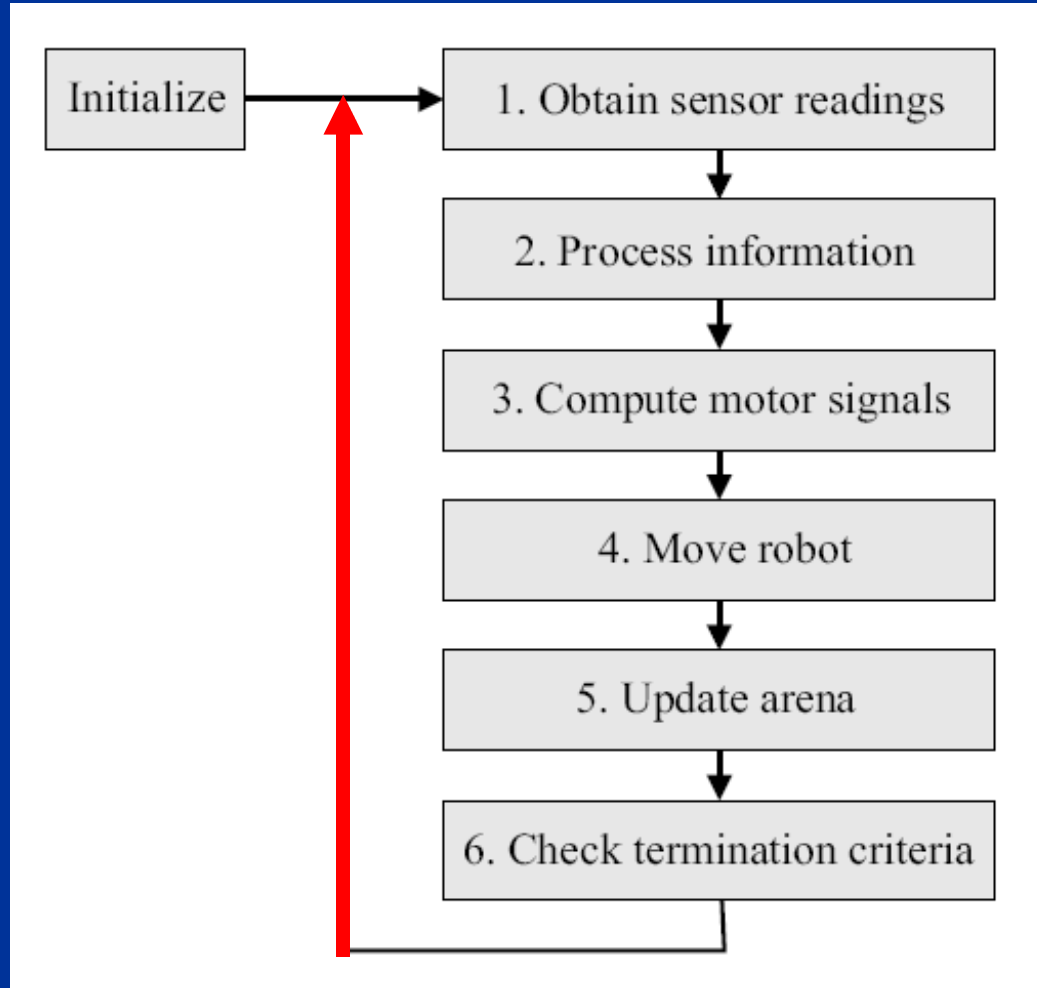 Initialize
1. Obtain sensor readings
2. Process information
3. Compute motor signals
4. Move robot
5. Update arena
6. Check termination criteria